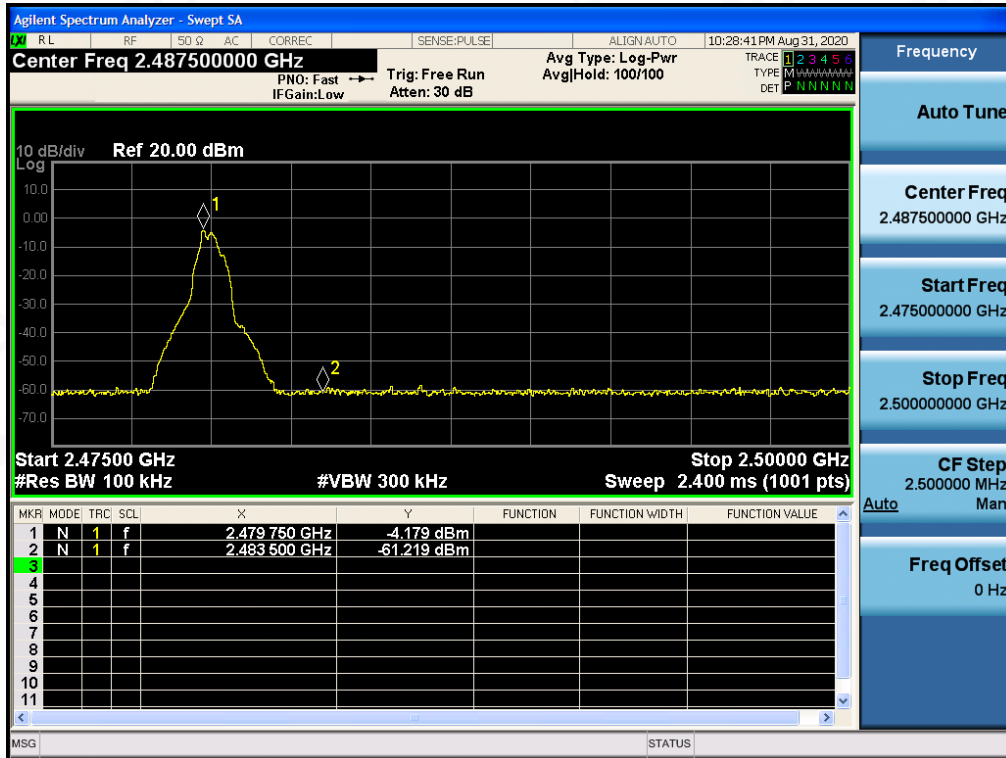 Agilent Spectrum Analyzer - Swept SA
LXI RL RF 50 Ω AC CORREC SENSE:PULSE ALIGN AUTO 10:28:41 PM Aug 31, 2020
Center Freq 2.487500000 GHz
PNO: Fast
IFGain:Low
Trig: Free Run
Atten: 30 dB
Avg Type: Log-Pwr
Avg|Hold: 100/100
TRACE 1 2 3 4 5 6
TYPE M WWWWW
DET P N N N N N
10 dB/div Ref 20.00 dBm
Log
10.0
0.00
-10.0
-20.0
-30.0
-40.0
-50.0
-60.0
-70.0
1
2
Start 2.47500 GHz Stop 2.50000 GHz
#Res BW 100 kHz #VBW 300 kHz Sweep 2.400 ms (1001 pts)
MKR MODE TRC SCL X Y FUNCTION FUNCTION WIDTH FUNCTION VALUE
1 N 1 f 2.479 750 GHz -4.179 dBm
2 N 1 f 2.483 500 GHz -61.219 dBm
3
4
5
6
7
8
9
10
11
MSG STATUS
Frequency
Auto Tune
Center Freq
2.487500000 GHz
Start Freq
2.475000000 GHz
Stop Freq
2.500000000 GHz
CF Step
2.500000 MHz
Auto Man
Freq Offset
0 Hz